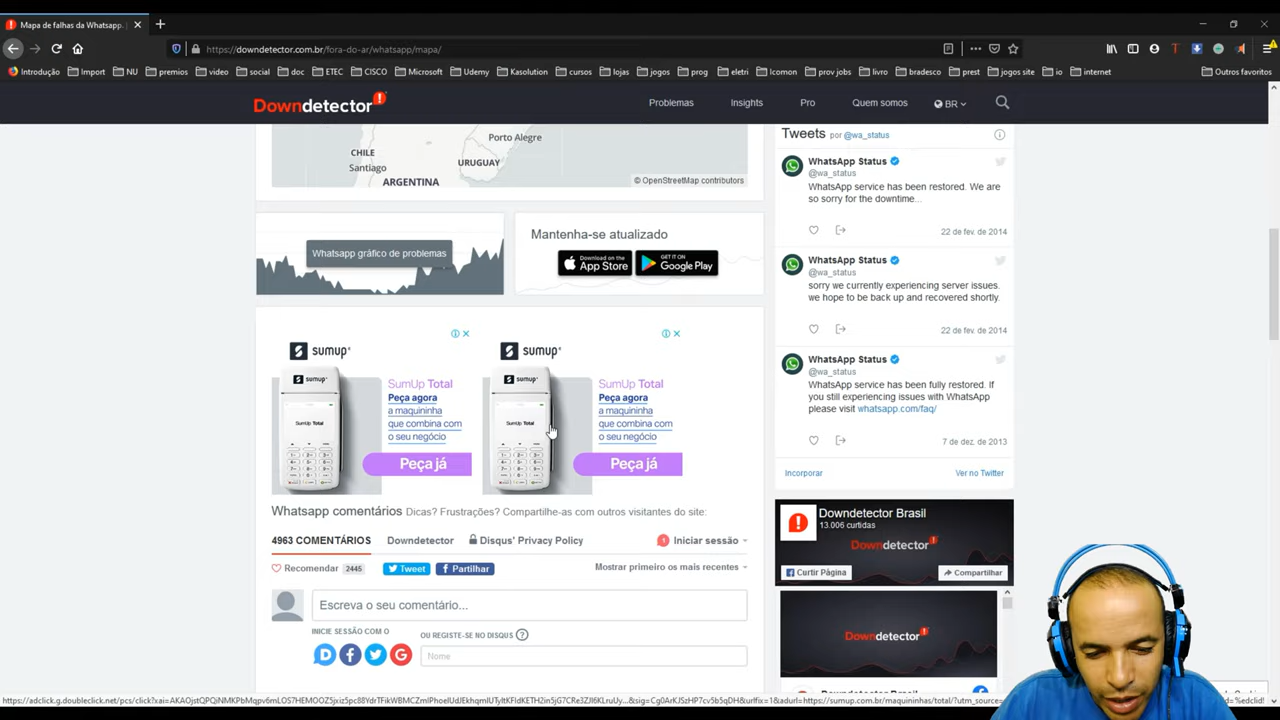 Mapa de falhas da Whatsapp.
https://downdetector.com.br/fora-do-ar/whatsapp/mapa/
Introdução Import NU premios video social doc ETEC CISCO Microsoft Udemy Kasolution cursos lojas jogos prog eletri Icomon prov jobs livro bradesco prest jogos site io internet Outros favoritos
Downdetector Problemas Insights Pro Quem somos BR
Porto Alegre
CHILE
Santiago
URUGUAY
ARGENTINA
© OpenStreetMap contributors
Whatsapp gráfico de problemas
Mantenha-se atualizado
Download on the
App Store
GET IT ON
Google Play
sumup
SumUp Total
SumUp Total
Peça agora
a maquininha
que combina com
o seu negócio
Peça já
sumup
SumUp Total
SumUp Total
Peça agora
a maquininha
que combina com
o seu negócio
Peça já
Whatsapp comentários Dicas? Frustrações? Compartilhe-as com outros visitantes do site:
4963 COMENTÁRIOS Downdetector Disqus' Privacy Policy 1 Iniciar sessão
Recomendar 2445 Tweet Partilhar Mostrar primeiro os mais recentes
Escreva o seu comentário...
INICIE SESSÃO COM O
OU REGISTE-SE NO DISQUS ?
Nome
Tweets por @wa_status
WhatsApp Status
@wa_status
WhatsApp service has been restored. We are
so sorry for the downtime...
22 de fev. de 2014
WhatsApp Status
@wa_status
sorry we currently experiencing server issues.
we hope to be back up and recovered shortly.
22 de fev. de 2014
WhatsApp Status
@wa_status
WhatsApp service has been fully restored. If
you still experiencing issues with WhatsApp
please visit whatsapp.com/faq/
7 de dez. de 2013
Incorporar Ver no Twitter
Downdetector Brasil
13.006 curtidas
Downdetector
Curtir Página Compartilhar
Downdetector
Downdetector Brasil